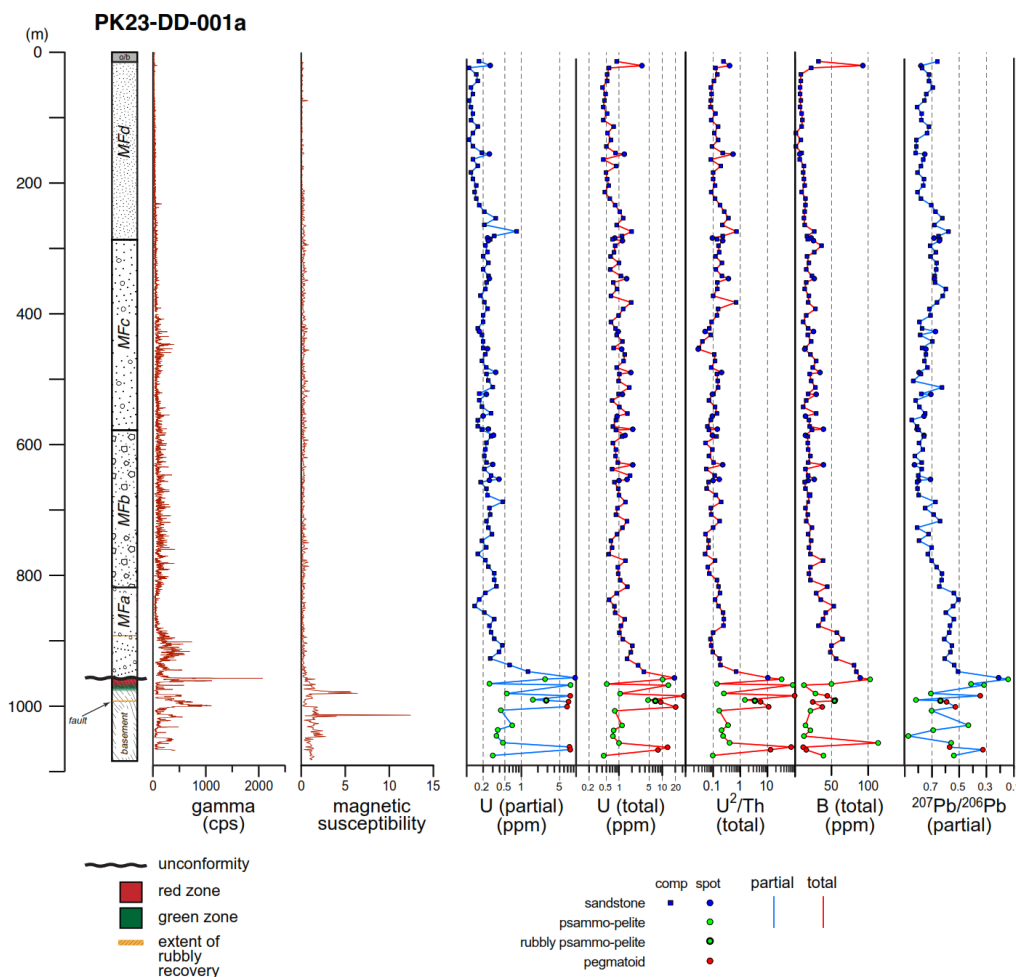 PK23-DD-001a
(m)
0
200
400
600
800
1000
o/b
MFd
MFc
MFb
MFa
basement
fault
0 1000 2000
gamma
(cps)
0 5 10 15
magnetic
susceptibility
0.2 0.5 1 5
U (partial)
(ppm)
0.2 0.5 1 5 10 20
U (total)
(ppm)
0.1 1 10
U²/Th
(total)
0 50 100
B (total)
(ppm)
0.7 0.5 0.3
²⁰⁷Pb/²⁰⁶Pb
(partial)
unconformity
red zone
green zone
extent of
rubbly
recovery
comp spot partial total
sandstone
psammo-pelite
rubbly psammo-pelite
pegmatoid